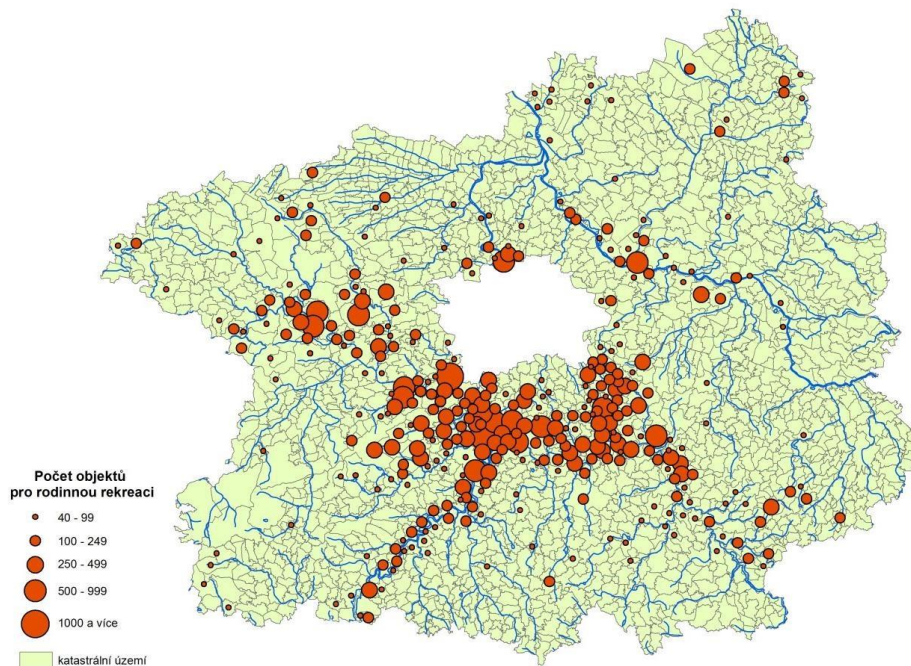 Počet objektů
pro rodinnou rekreaci
40 - 99
100 - 249
250 - 499
500 - 999
1000 a více
katastrální území